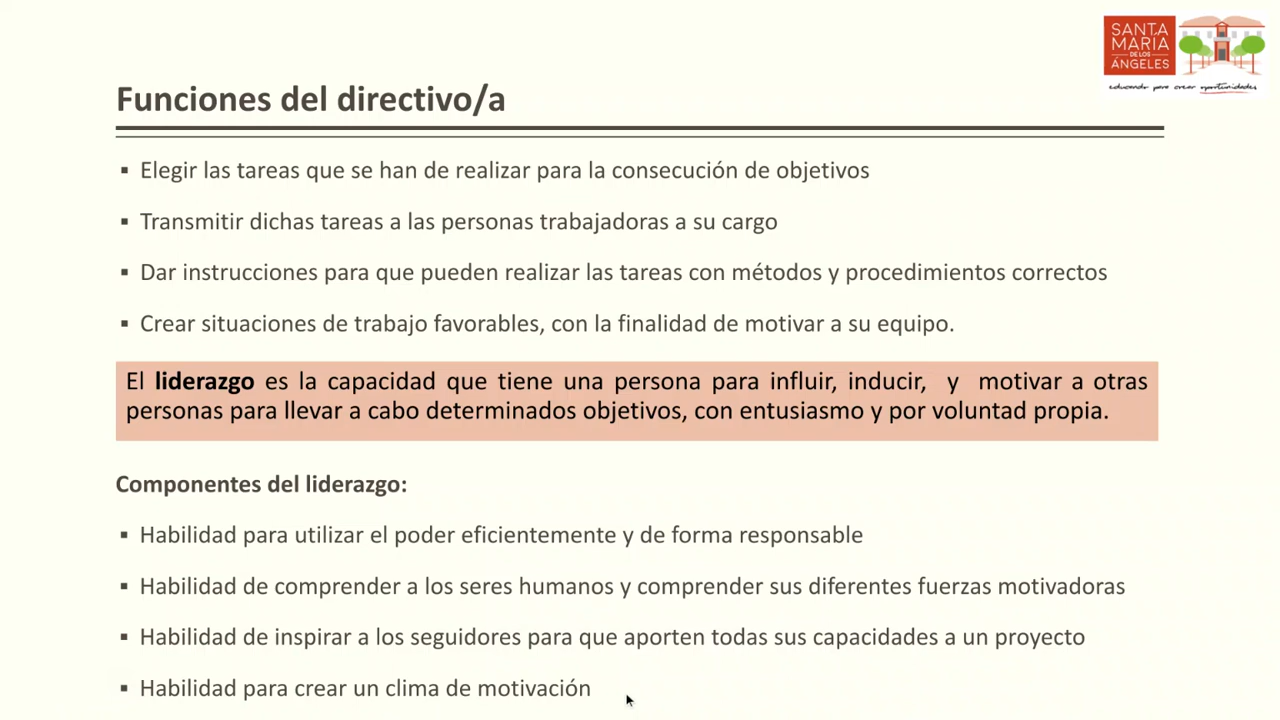 SANTA
MARIA
DE LOS
ÁNGELES
educando para crear oportunidades
Funciones del directivo/a
▪ Elegir las tareas que se han de realizar para la consecución de objetivos
▪ Transmitir dichas tareas a las personas trabajadoras a su cargo
▪ Dar instrucciones para que pueden realizar las tareas con métodos y procedimientos correctos
▪ Crear situaciones de trabajo favorables, con la finalidad de motivar a su equipo.
El liderazgo es la capacidad que tiene una persona para influir, inducir, y motivar a otras
personas para llevar a cabo determinados objetivos, con entusiasmo y por voluntad propia.
Componentes del liderazgo:
▪ Habilidad para utilizar el poder eficientemente y de forma responsable
▪ Habilidad de comprender a los seres humanos y comprender sus diferentes fuerzas motivadoras
▪ Habilidad de inspirar a los seguidores para que aporten todas sus capacidades a un proyecto
▪ Habilidad para crear un clima de motivación